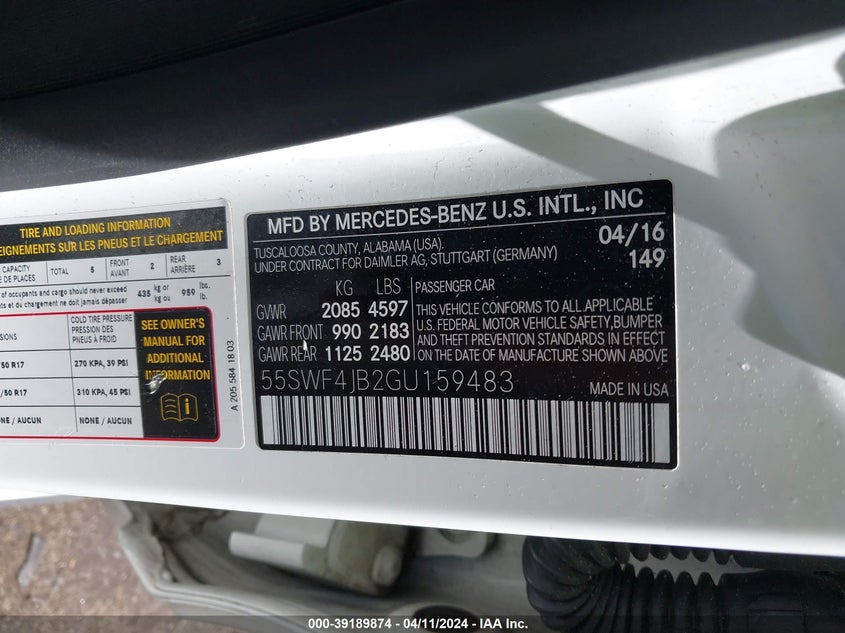 TIRE AND LOADING INFORMATION
EIGNEMENTS SUR LES PNEUS ET LE CHARGEMENT
CAPACITY TOTAL 5 FRONT 2 REAR 3
DE PLACES AVANT ARRIÈRE
of occupants and cargo should never exceed 435 kg or 959 lbs.
et du chargement ne doit jamais dépasser kg ou lb.
COLD TIRE PRESSURE
PRESSION DES
PNEUS À FROID
/50 R17 270 KPA, 39 PSI
/50 R17 310 KPA, 45 PSI
NONE / AUCUN NONE / AUCUN
SEE OWNER'S
MANUAL FOR
ADDITIONAL
INFORMATION
A 205 584 18 03
MFD BY MERCEDES-BENZ U.S. INTL., INC
TUSCALOOSA COUNTY, ALABAMA (USA). 04/16
UNDER CONTRACT FOR DAIMLER AG, STUTTGART (GERMANY) 149
KG LBS PASSENGER CAR
GVWR 2085 4597
GAWR FRONT 990 2183
GAWR REAR 1125 2480
THIS VEHICLE CONFORMS TO ALL APPLICABLE
U.S. FEDERAL MOTOR VEHICLE SAFETY,BUMPER
AND THEFT PREVENTION STANDARDS IN EFFECT
ON THE DATE OF MANUFACTURE SHOWN ABOVE
55SWF4JB2GU159483
MADE IN USA
000-39189874 - 04/11/2024 - IAA Inc.